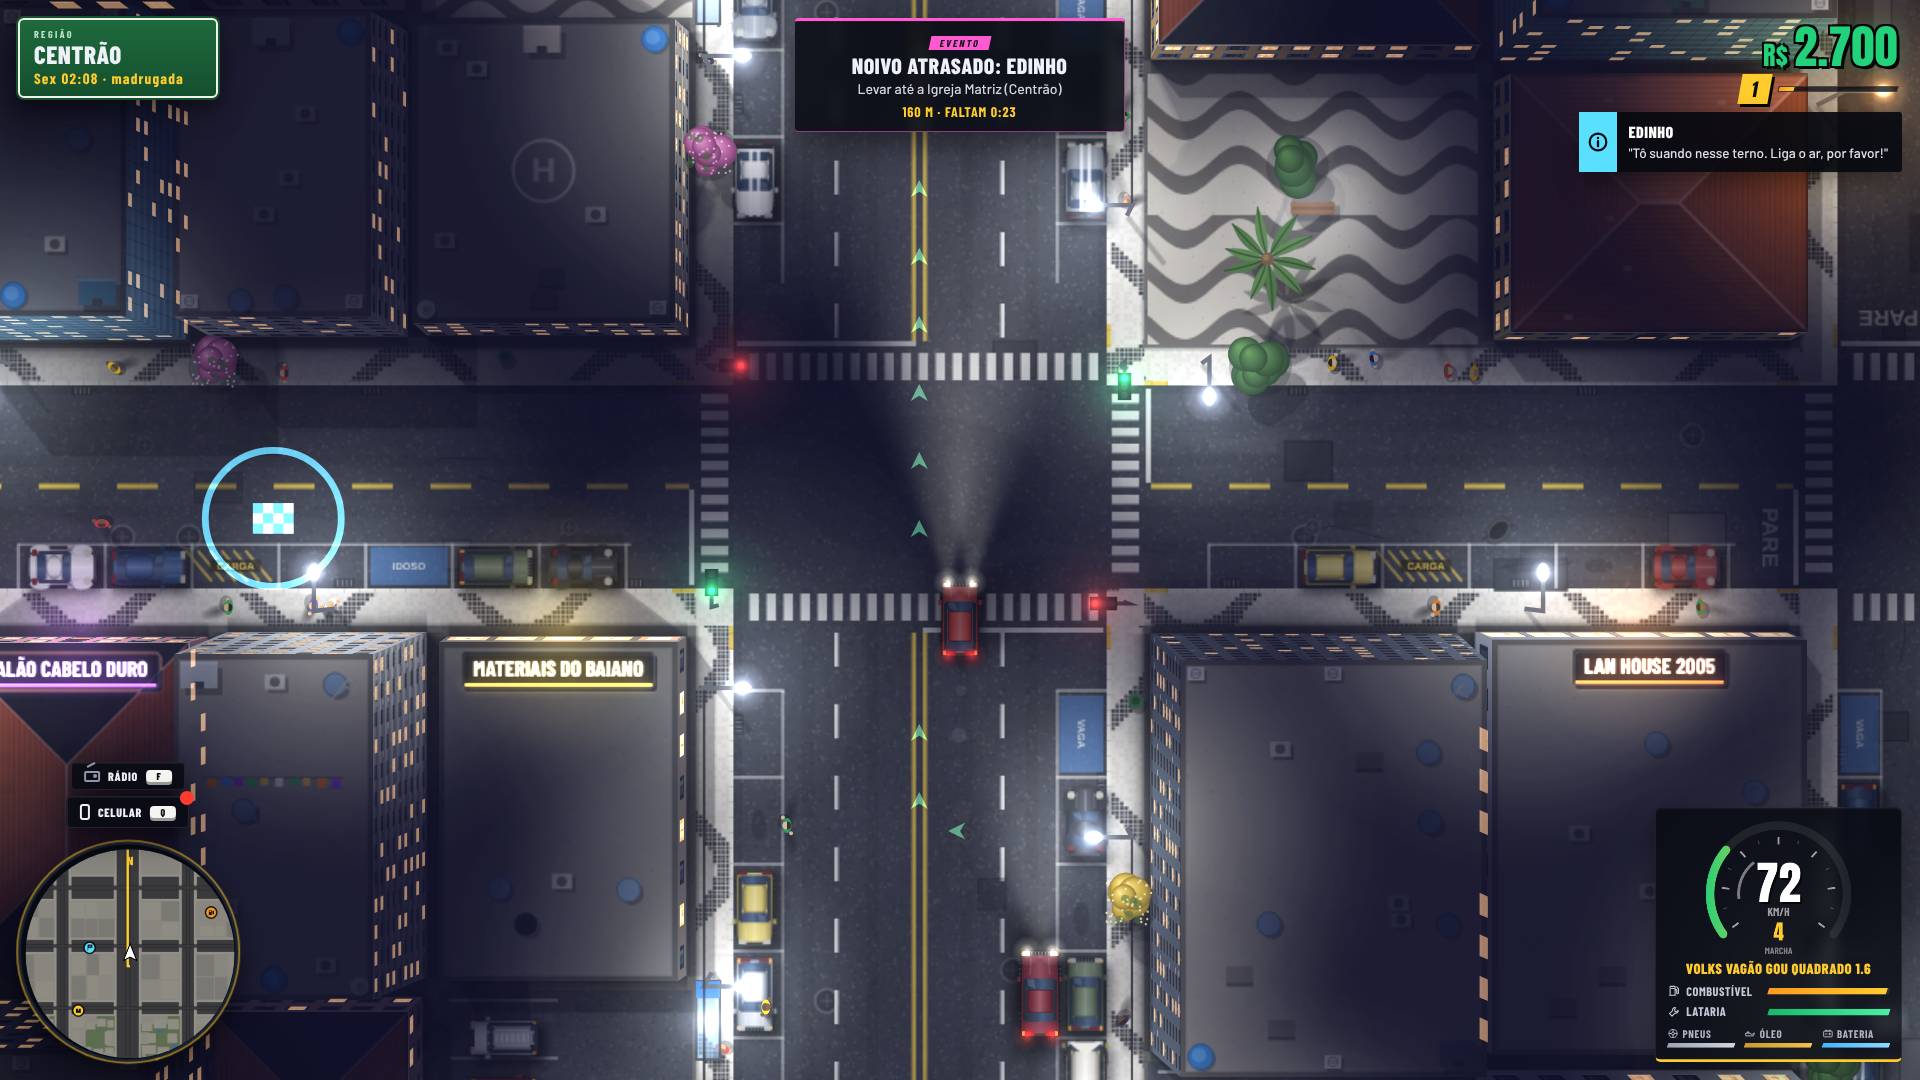 REGIÃO
CENTRÃO
Sex 02:08 · madrugada
EVENTO
NOIVO ATRASADO: EDINHO
Levar até a Igreja Matriz (Centrão)
160 M · FALTAM 0:23
R$ 2.700
1
EDINHO
"Tô suando nesse terno. Liga o ar, por favor!"
H
PARE
PARE
CARGA
IDOSO
CARGA
ALÃO CABELO DURO
MATERIAIS DO BAIANO
LAN HOUSE 2005
VAGA
VAGA
RÁDIO F
CELULAR Q
N
72
KM/H
4
MARCHA
VOLKS VAGÃO GOU QUADRADO 1.6
COMBUSTÍVEL
LATARIA
PNEUS ÓLEO BATERIA